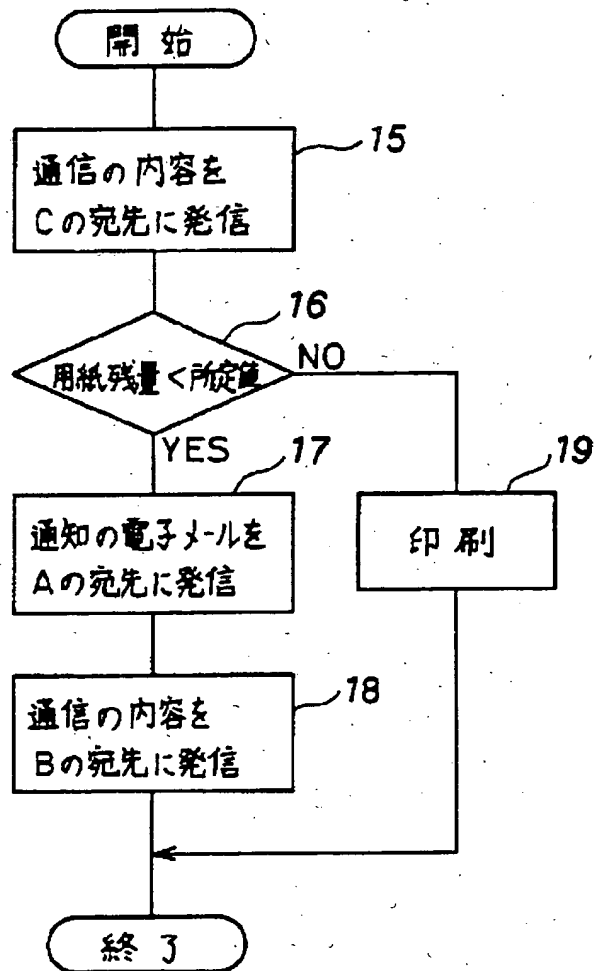 開始
15
通信の内容を
Cの宛先に発信
16
用紙残量<所定値
NO
YES
17
通知の電子メールを
Aの宛先に発信
19
印刷
18
通信の内容を
Bの宛先に発信
終了